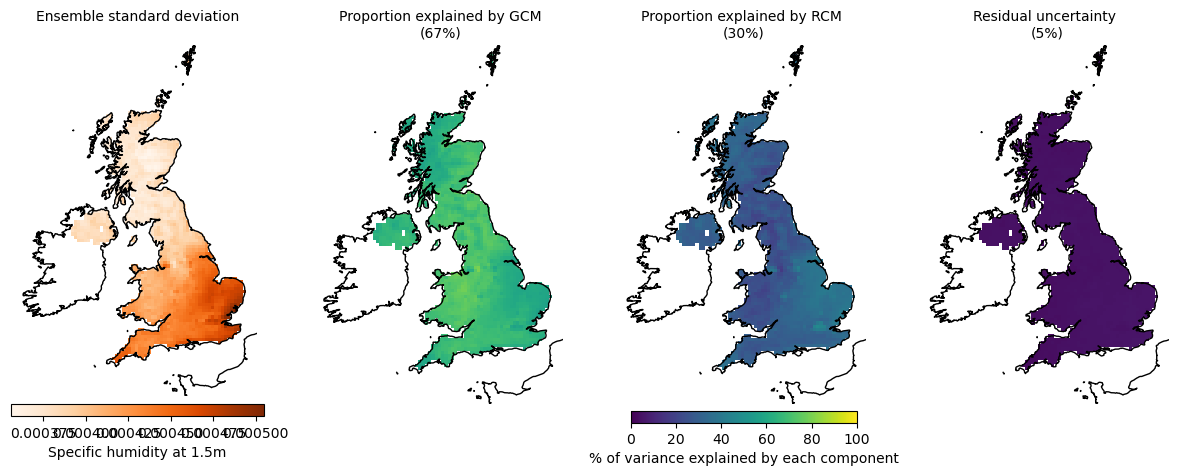 Ensemble standard deviation
Proportion explained by GCM
(67%)
Proportion explained by RCM
(30%)
Residual uncertainty
(5%)
0.000375 0.000400 0.000425 0.000450 0.000475 0.000500
Specific humidity at 1.5m
0 20 40 60 80 100
% of variance explained by each component